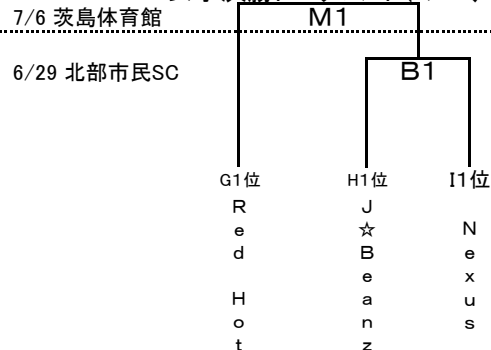 7/6 茨島体育館
M1
6/29 北部市民SC
B1
G1位
H1位
I1位
Red Hot
J☆Beanz
Nexus